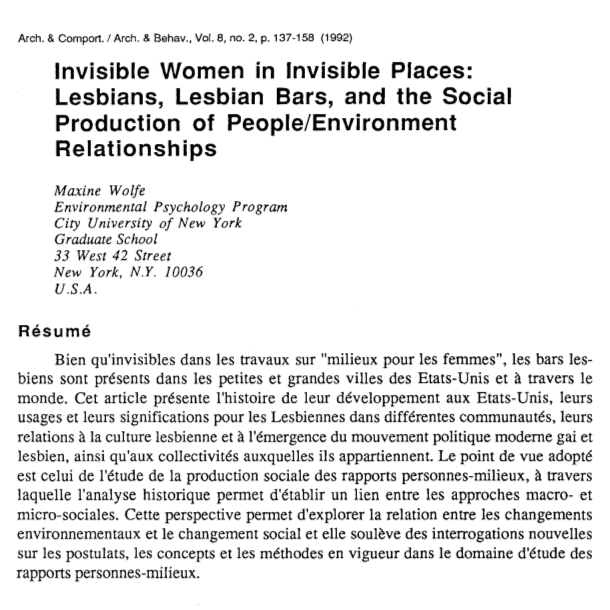 Arch. & Comport. / Arch. & Behav., Vol. 8, no. 2, p. 137-158 (1992)
Invisible Women in Invisible Places:
Lesbians, Lesbian Bars, and the Social
Production of People/Environment
Relationships
Maxine Wolfe
Environmental Psychology Program
City University of New York
Graduate School
33 West 42 Street
New York, N.Y. 10036
U.S.A.
Résumé
Bien qu'invisibles dans les travaux sur "milieux pour les femmes", les bars les-
biens sont présents dans les petites et grandes villes des Etats-Unis et à travers le
monde. Cet article présente l'histoire de leur développement aux Etats-Unis, leurs
usages et leurs significations pour les Lesbiennes dans différentes communautés, leurs
relations à la culture lesbienne et à l'émergence du mouvement politique moderne gai et
lesbien, ainsi qu'aux collectivités auxquelles ils appartiennent. Le point de vue adopté
est celui de l'étude de la production sociale des rapports personnes-milieux, à travers
laquelle l'analyse historique permet d'établir un lien entre les approches macro- et
micro-sociales. Cette perspective permet d'explorer la relation entre les changements
environnementaux et le changement social et elle soulève des interrogations nouvelles
sur les postulats, les concepts et les méthodes en vigueur dans le domaine d'étude des
rapports personnes-milieux.